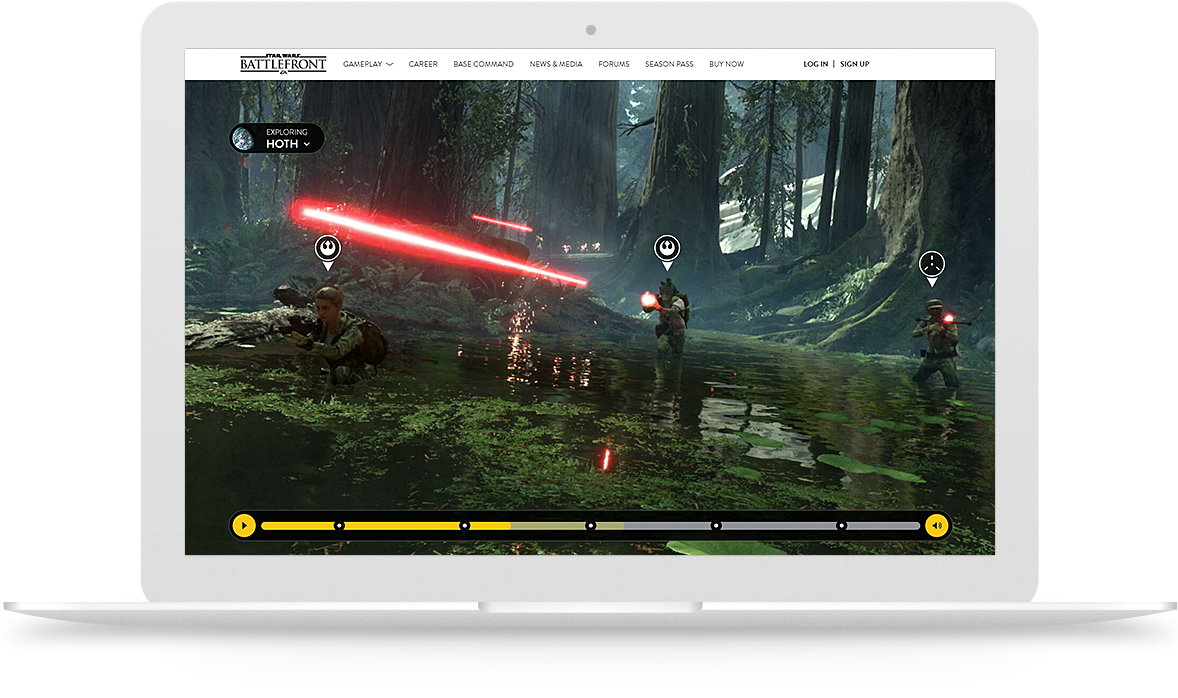 STAR WARS
BATTLEFRONT
EA
GAMEPLAY
CAREER
BASE COMMAND
NEWS & MEDIA
FORUMS
SEASON PASS
BUY NOW
LOG IN | SIGN UP
EXPLORING
HOTH